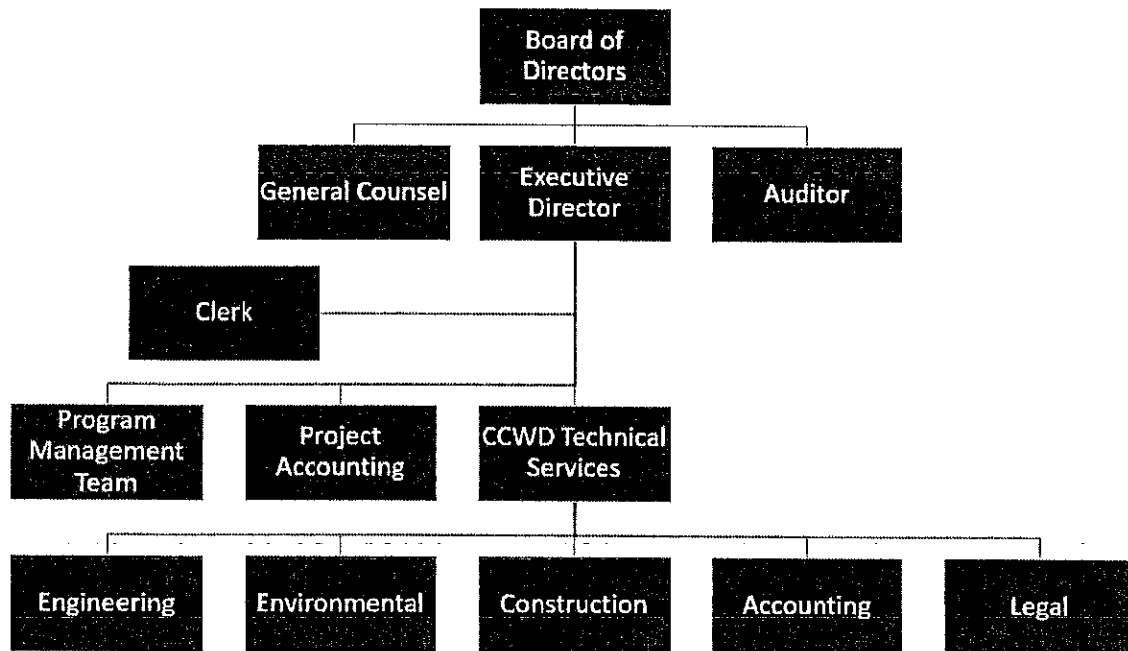 Board of
Directors
General Counsel
Executive
Director
Auditor
Clerk
Program
Management
Team
Project
Accounting
CCWD Technical
Services
Engineering
Environmental
Construction
Accounting
Legal